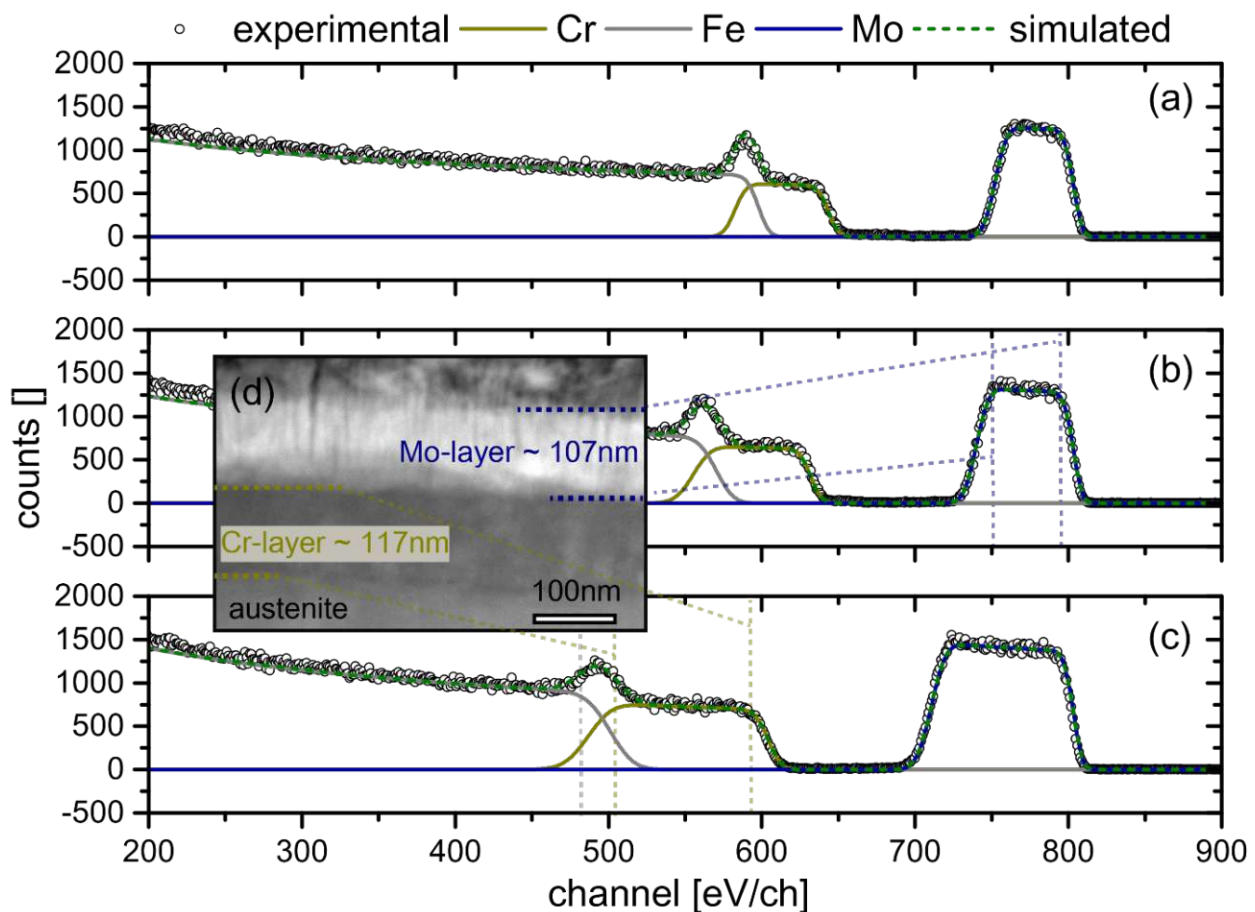 experimental Cr Fe Mo simulated
2000
1500
1000
500
0
-500
(a)
2000
1500
1000
500
0
-500
(b)
(d)
Mo-layer ~ 107nm
Cr-layer ~ 117nm
austenite
100nm
2000
1500
1000
500
0
-500
(c)
counts []
200 300 400 500 600 700 800 900
channel [eV/ch]